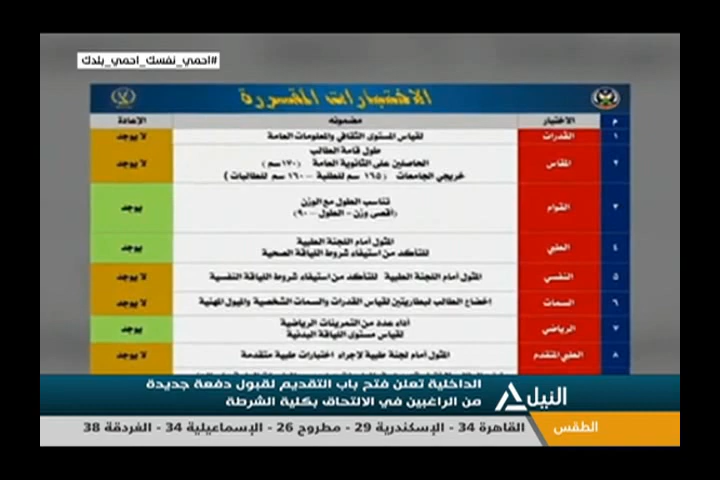 #احمي_نفسك_احمي_بلدك
الاختبارات المقررة
م الاختبار مضمونه الإعادة
١ القدرات لقياس المستوى الثقافي والمعلومات العامة لا يوجد
٢ المقاس طول قامة الطالب لا يوجد
الحاصلين على الثانوية العامة (١٧٠ سم)
خريجي الجامعات (١٦٥ سم للطلبة - ١٦٠ سم للطالبات)
٣ القوام تناسب الطول مع الوزن يوجد
(أقصى وزن - الطول - ٩٠)
٤ الطبي المثول أمام اللجنة الطبية يوجد
للتأكد من استيفاء شروط اللياقة الصحية
٥ النفسي المثول أمام اللجنة الطبية للتأكد من استيفاء شروط اللياقة النفسية لا يوجد
٦ السمات إخضاع الطالب لبطاريتين لقياس القدرات والسمات الشخصية والميول المهنية لا يوجد
٧ الرياضي أداء عدد من التمرينات الرياضية يوجد
لقياس مستوى اللياقة البدنية
٨ الطبي المتقدم المثول أمام لجنة طبية لإجراء اختبارات طبية متقدمة لا يوجد
النيل
الداخلية تعلن فتح باب التقديم لقبول دفعة جديدة
من الراغبين في الالتحاق بكلية الشرطة
الطقس القاهرة 34 - الإسكندرية 29 - مطروح 26 - الإسماعيلية 34 - الغردقة 38